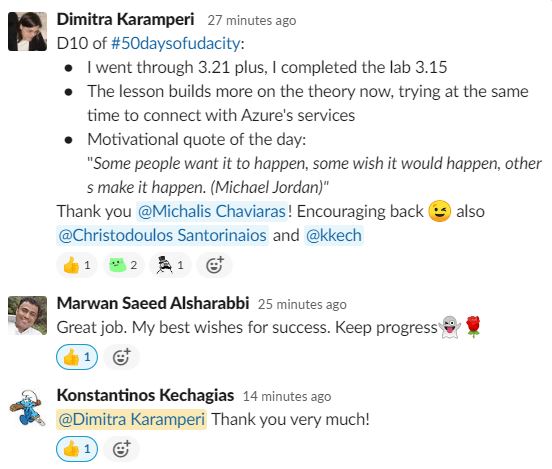 Dimitra Karamperi 27 minutes ago
D10 of #50daysofudacity:
● I went through 3.21 plus, I completed the lab 3.15
● The lesson builds more on the theory now, trying at the same
time to connect with Azure's services
● Motivational quote of the day:
"Some people want it to happen, some wish it would happen, other
s make it happen. (Michael Jordan)"
Thank you @Michalis Chaviaras! Encouraging back 😉 also
@Christodoulos Santorinaios and @kkech
👍 1 2 1
Marwan Saeed Alsharabbi 25 minutes ago
Great job. My best wishes for success. Keep progress👻🌹
👍 1
Konstantinos Kechagias 14 minutes ago
@Dimitra Karamperi Thank you very much!
👍 1